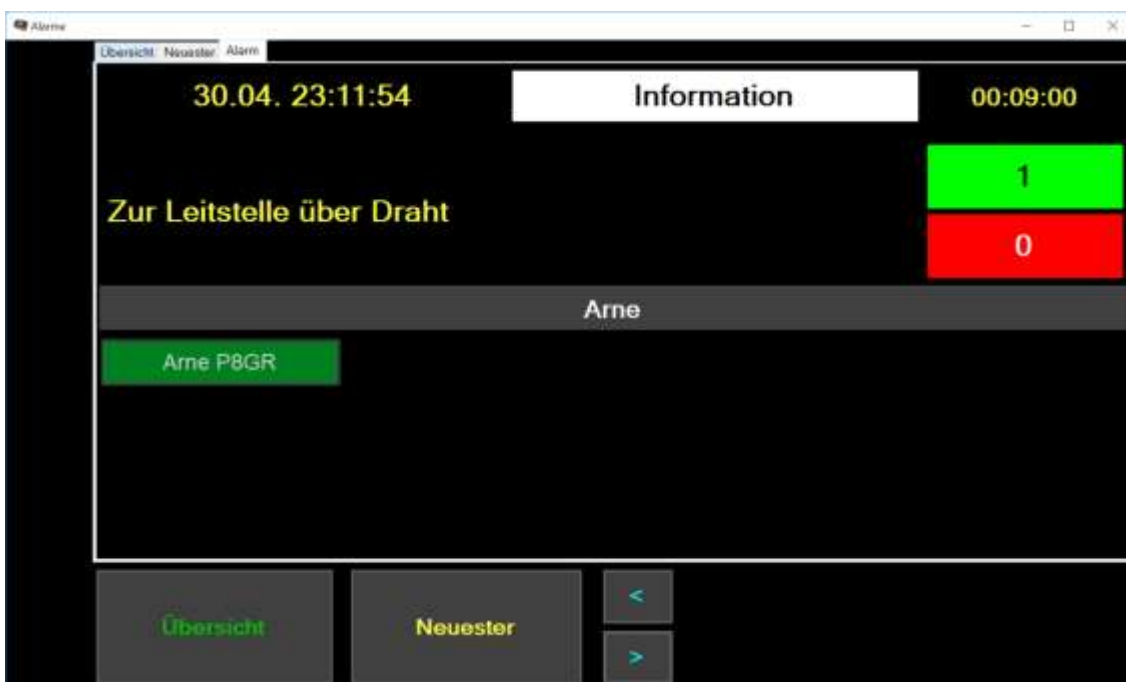 Alarme
Übersicht Neuester Alarm
30.04. 23:11:54 Information 00:09:00
1
Zur Leitstelle über Draht
0
Arne
Arne P8GR
Übersicht Neuester <
>